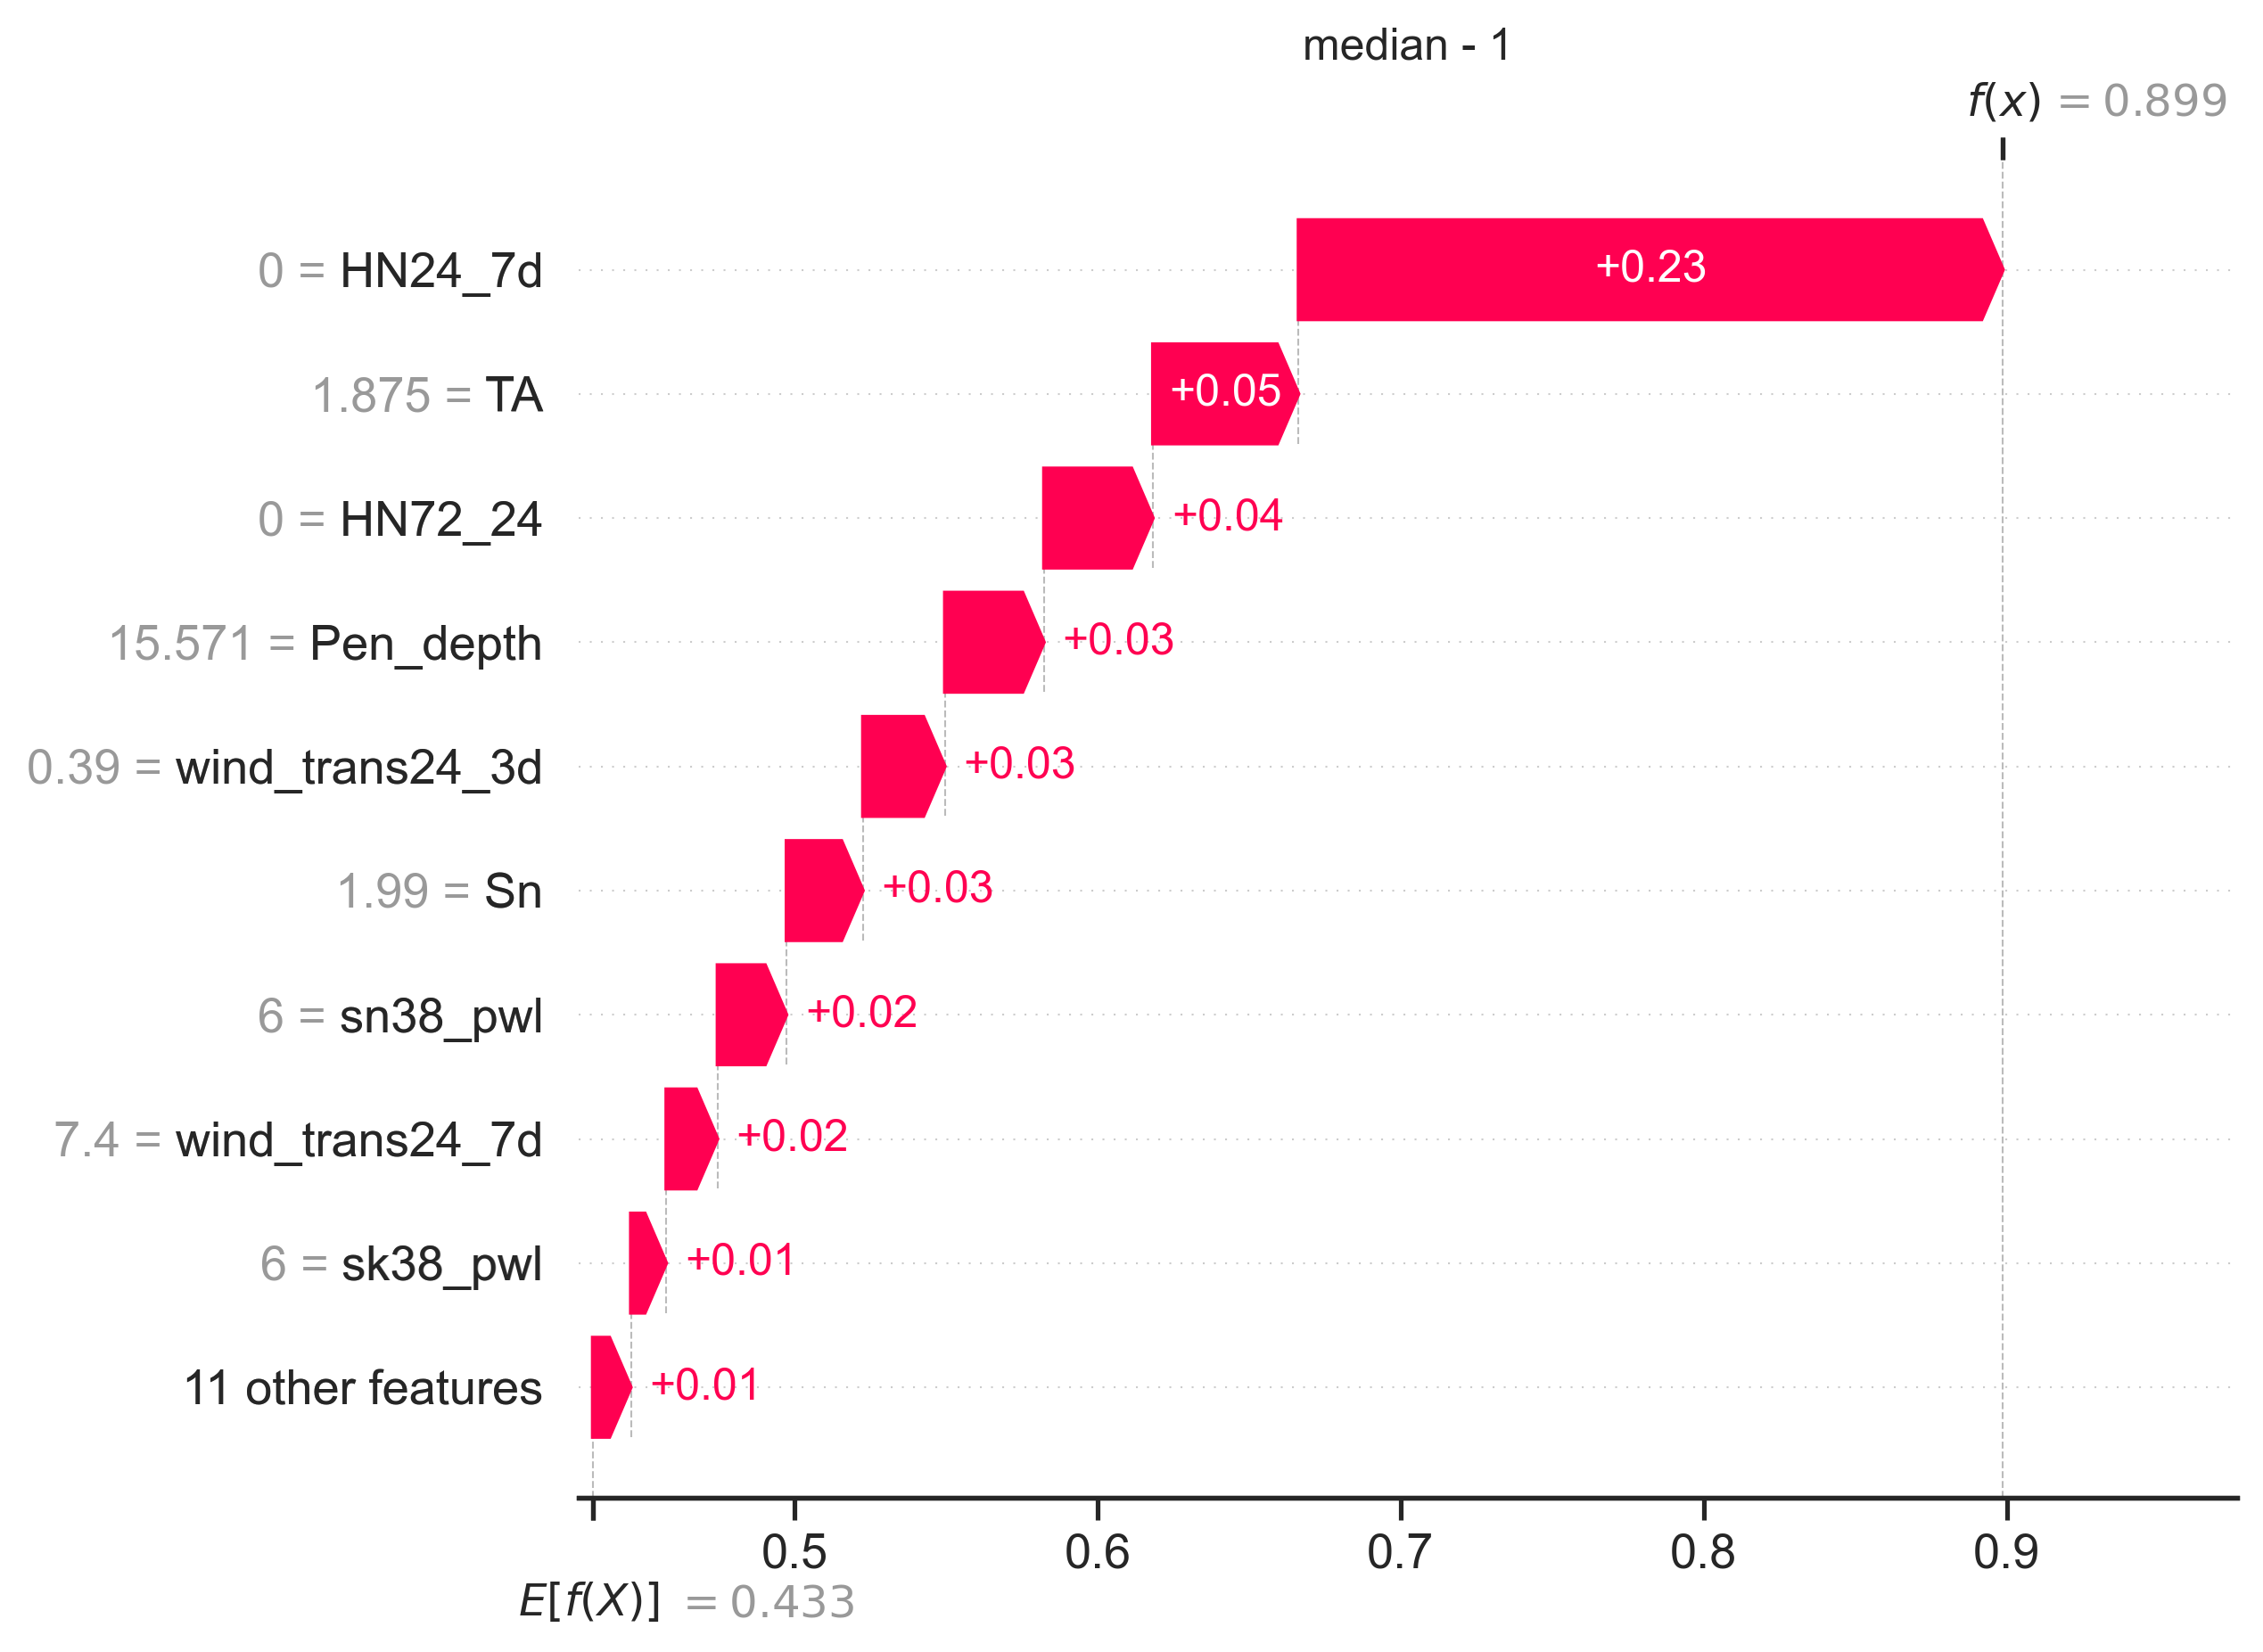 median - 1
f(x) = 0.899
0 = HN24_7d +0.23
1.875 = TA +0.05
0 = HN72_24 +0.04
15.571 = Pen_depth +0.03
0.39 = wind_trans24_3d +0.03
1.99 = Sn +0.03
6 = sn38_pwl +0.02
7.4 = wind_trans24_7d +0.02
6 = sk38_pwl +0.01
11 other features +0.01
0.5 0.6 0.7 0.8 0.9
E[f(X)] = 0.433